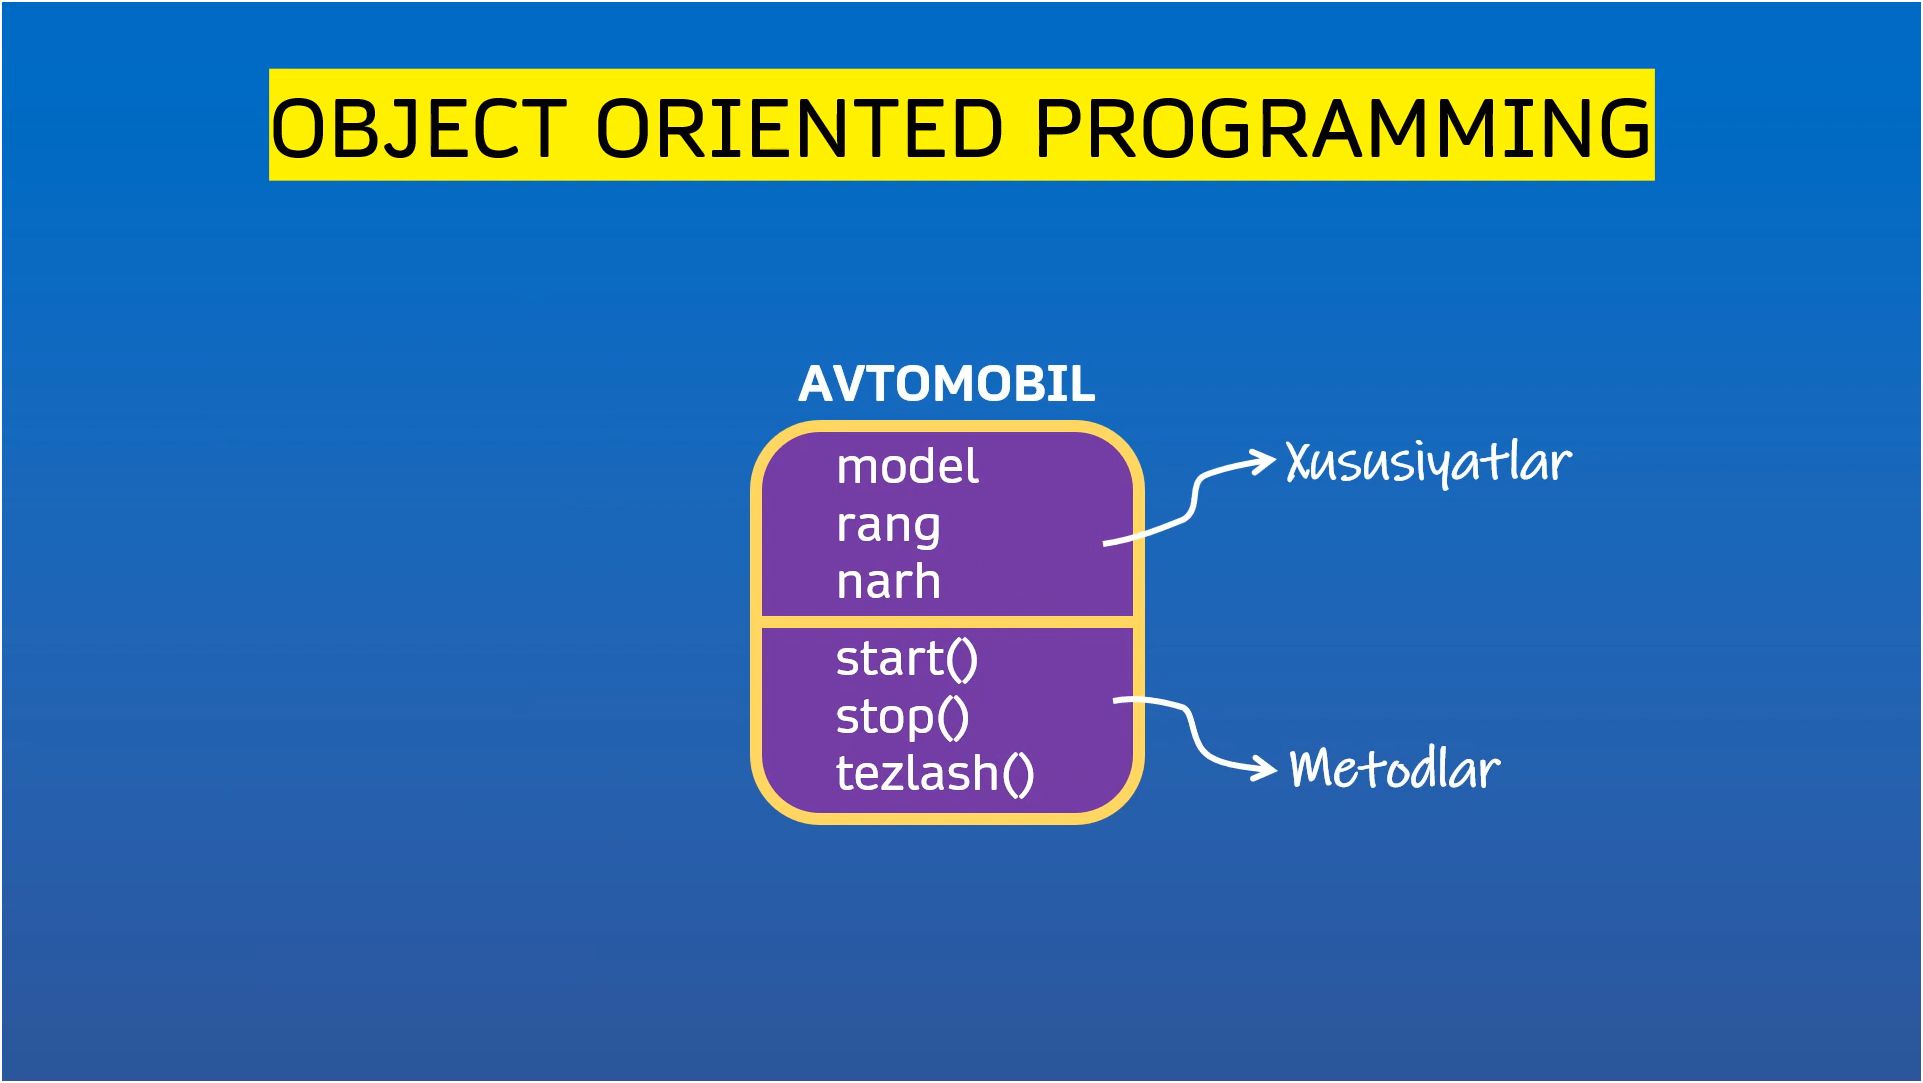 OBJECT ORIENTED PROGRAMMING
AVTOMOBIL
model
rang
narh
Xususiyatlar
start()
stop()
tezlash()
Metodlar